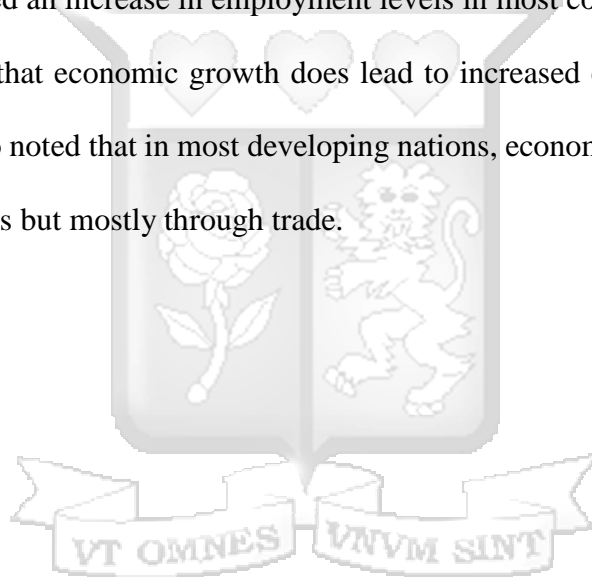 an increase in employment levels in most
that economic growth does lead to increased
noted that in most developing nations,
but mostly through trade.
VT OMNES VNVM SINT